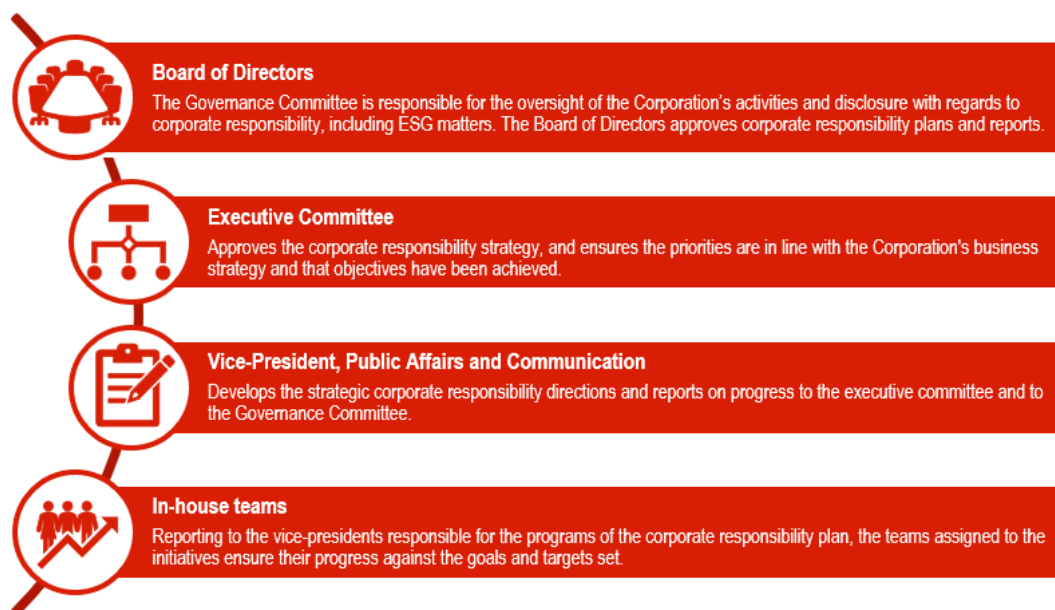 Board of Directors
The Governance Committee is responsible for the oversight of the Corporation's activities and disclosure with regards to
corporate responsibility, including ESG matters. The Board of Directors approves corporate responsibility plans and reports.
Executive Committee
Approves the corporate responsibility strategy, and ensures the priorities are in line with the Corporation's business
strategy and that objectives have been achieved.
Vice-President, Public Affairs and Communication
Develops the strategic corporate responsibility directions and reports on progress to the executive committee and to
the Governance Committee.
In-house teams
Reporting to the vice-presidents responsible for the programs of the corporate responsibility plan, the teams assigned to the
initiatives ensure their progress against the goals and targets set.